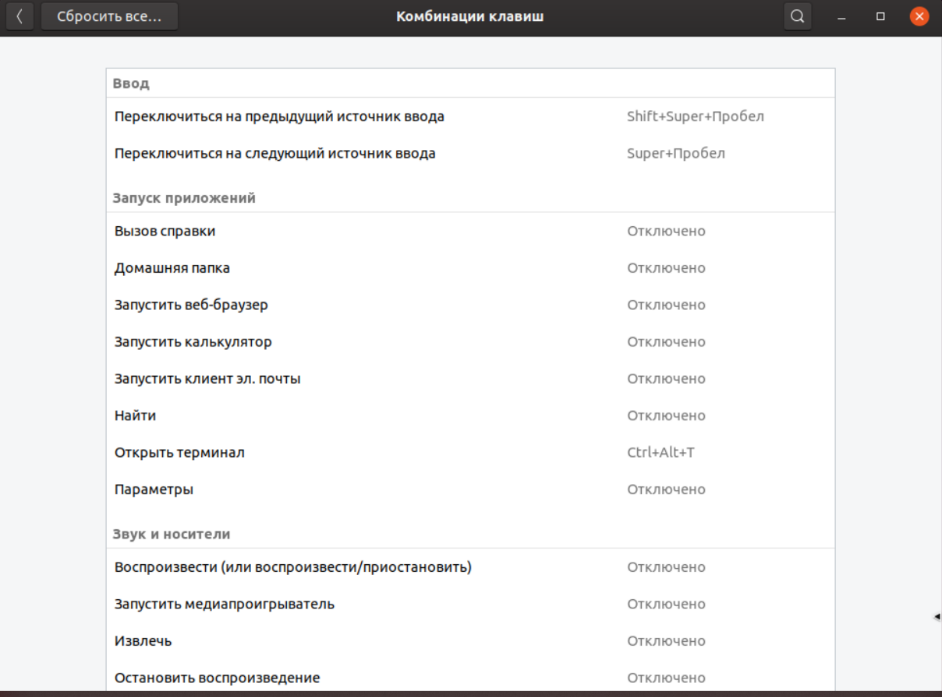 Сбросить все...
Комбинации клавиш
Ввод
Переключиться на предыдущий источник ввода Shift+Super+Пробел
Переключиться на следующий источник ввода Super+Пробел
Запуск приложений
Вызов справки Отключено
Домашняя папка Отключено
Запустить веб-браузер Отключено
Запустить калькулятор Отключено
Запустить клиент эл. почты Отключено
Найти Отключено
Открыть терминал Ctrl+Alt+T
Параметры Отключено
Звук и носители
Воспроизвести (или воспроизвести/приостановить) Отключено
Запустить медиапроигрыватель Отключено
Извлечь Отключено
Остановить воспроизведение Отключено